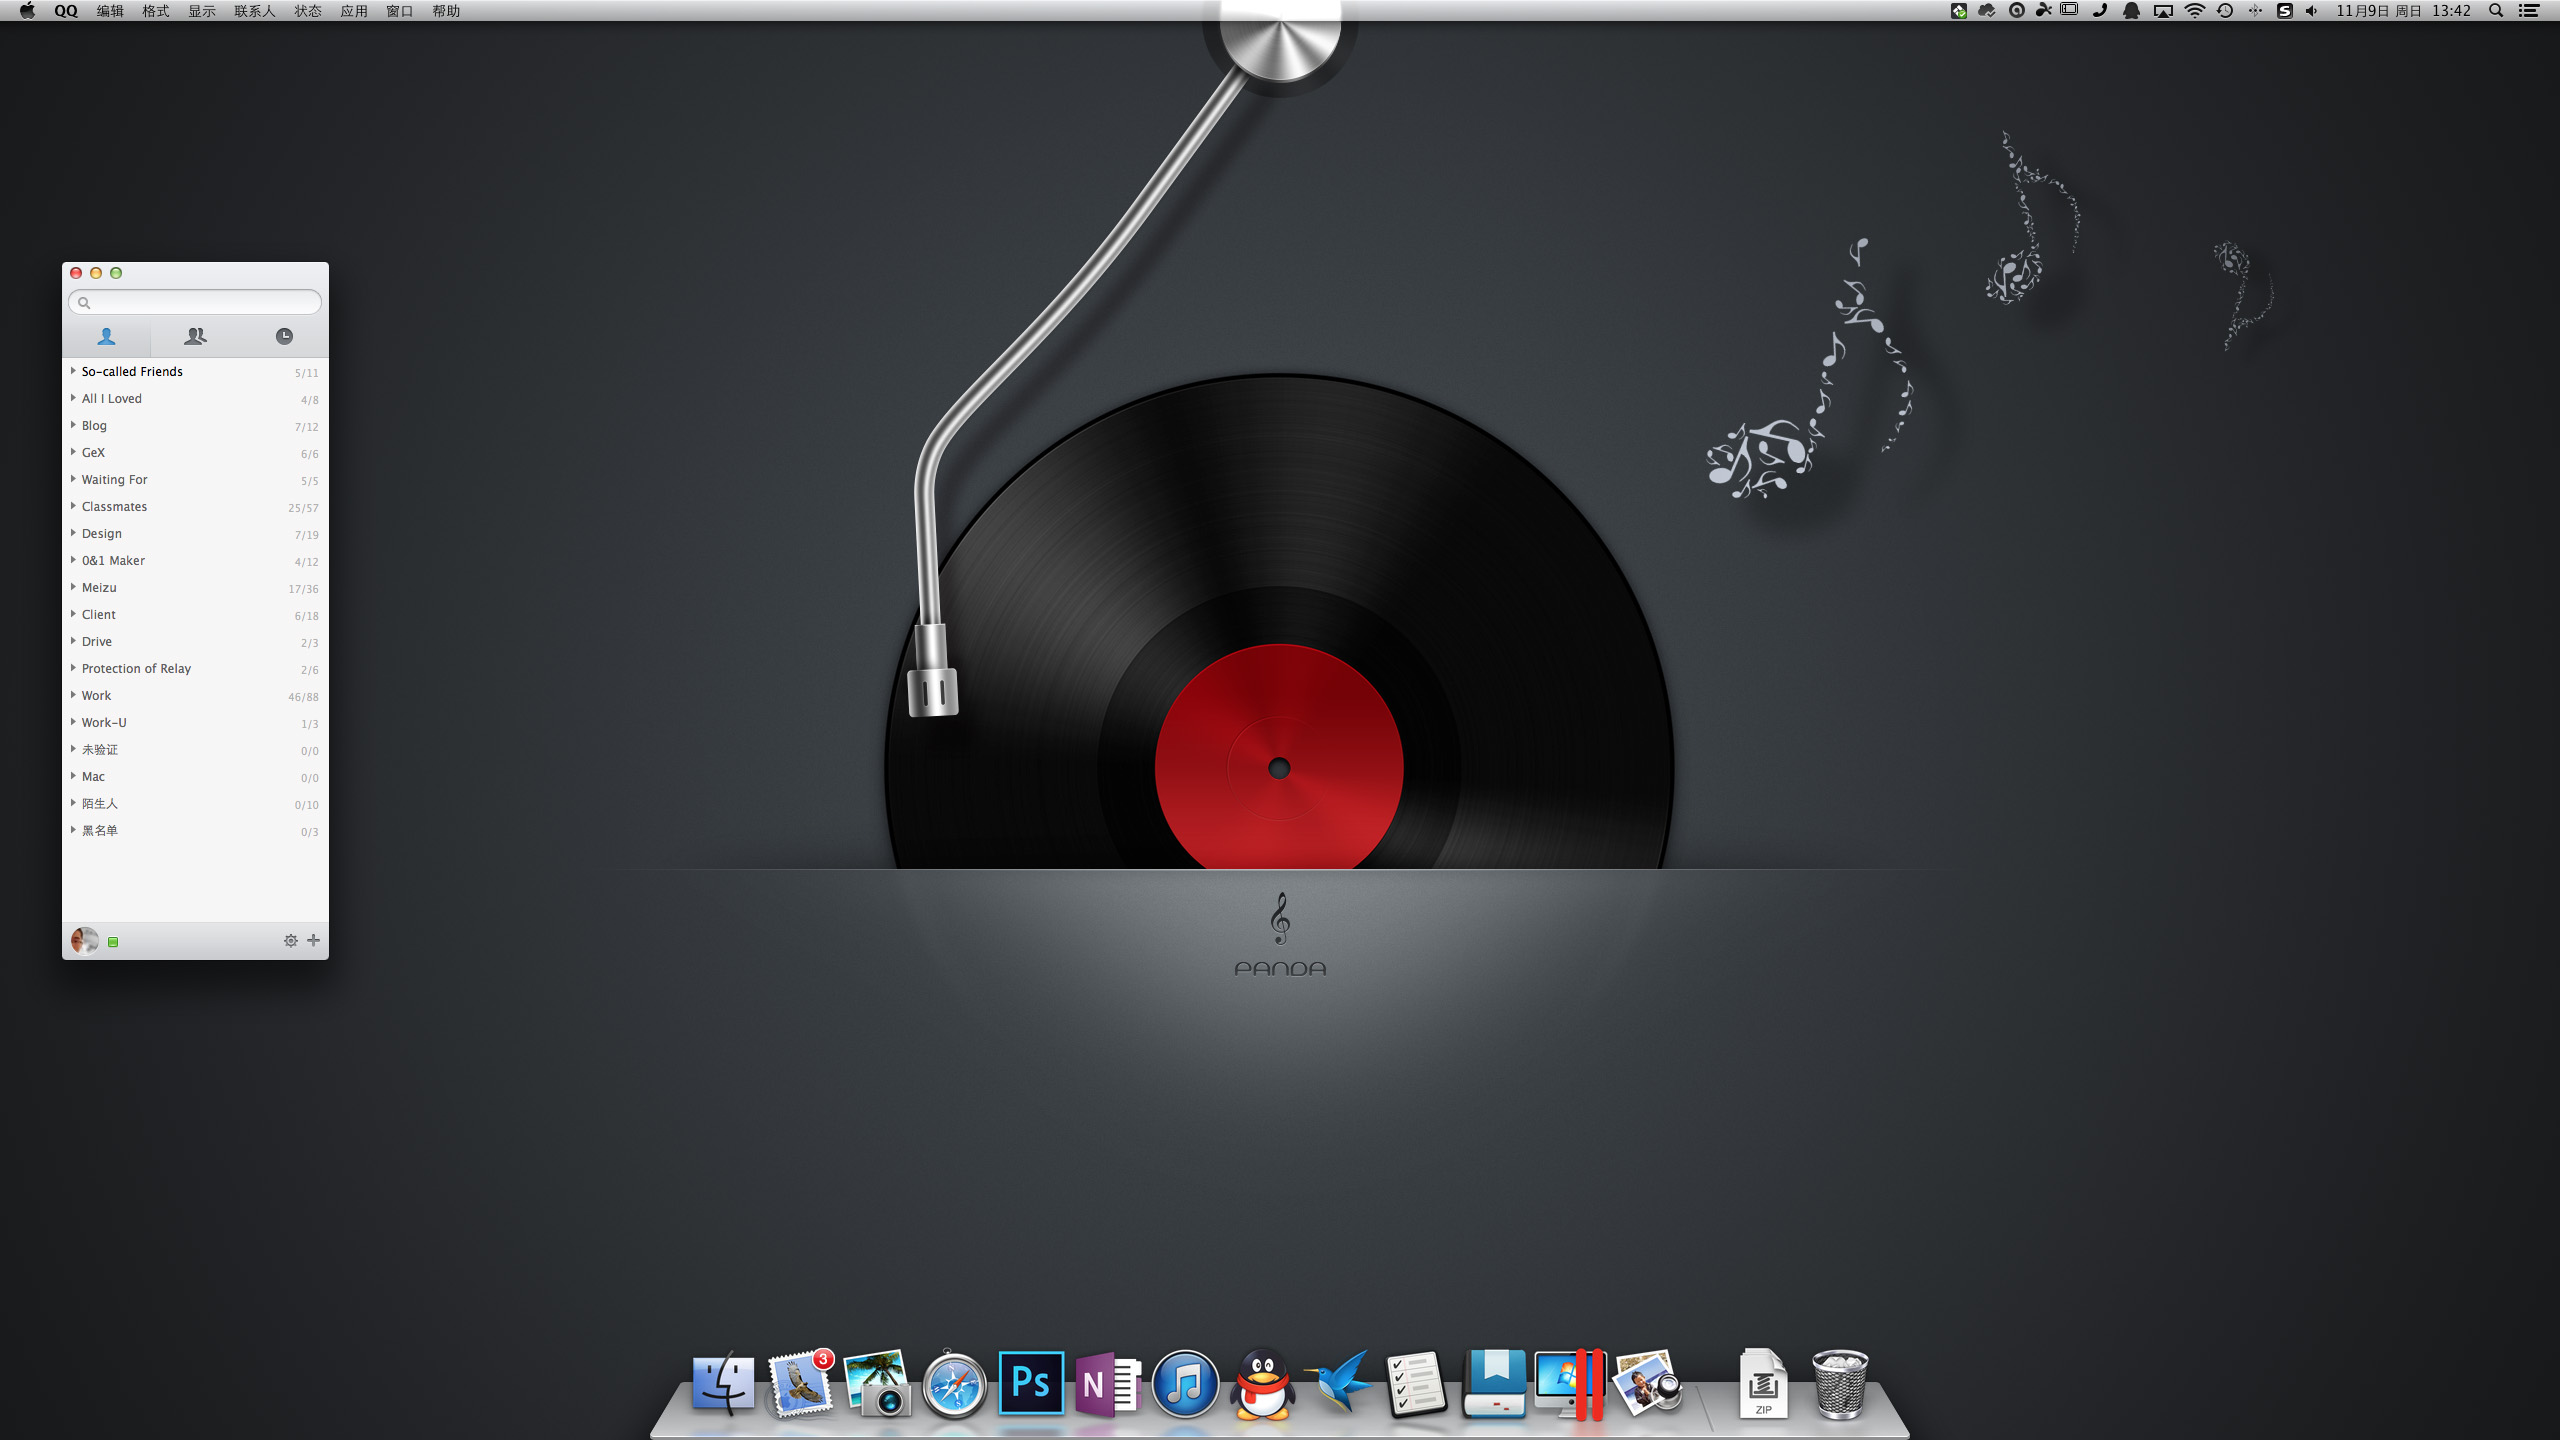 QQ 编辑 格式 显示 联系人 状态 应用 窗口 帮助 11月9日 周日 13:42
So-called Friends 5/11
All I Loved 4/8
Blog 7/12
GeX 6/6
Waiting For 5/5
Classmates 25/57
Design 7/19
0&1 Maker 4/12
Meizu 17/36
Client 6/18
Drive 2/3
Protection of Relay 2/6
Work 46/88
Work-U 1/3
未验证 0/0
Mac 0/0
陌生人 0/10
黑名单 0/3
PANDA
3
Ps
N
ZIP